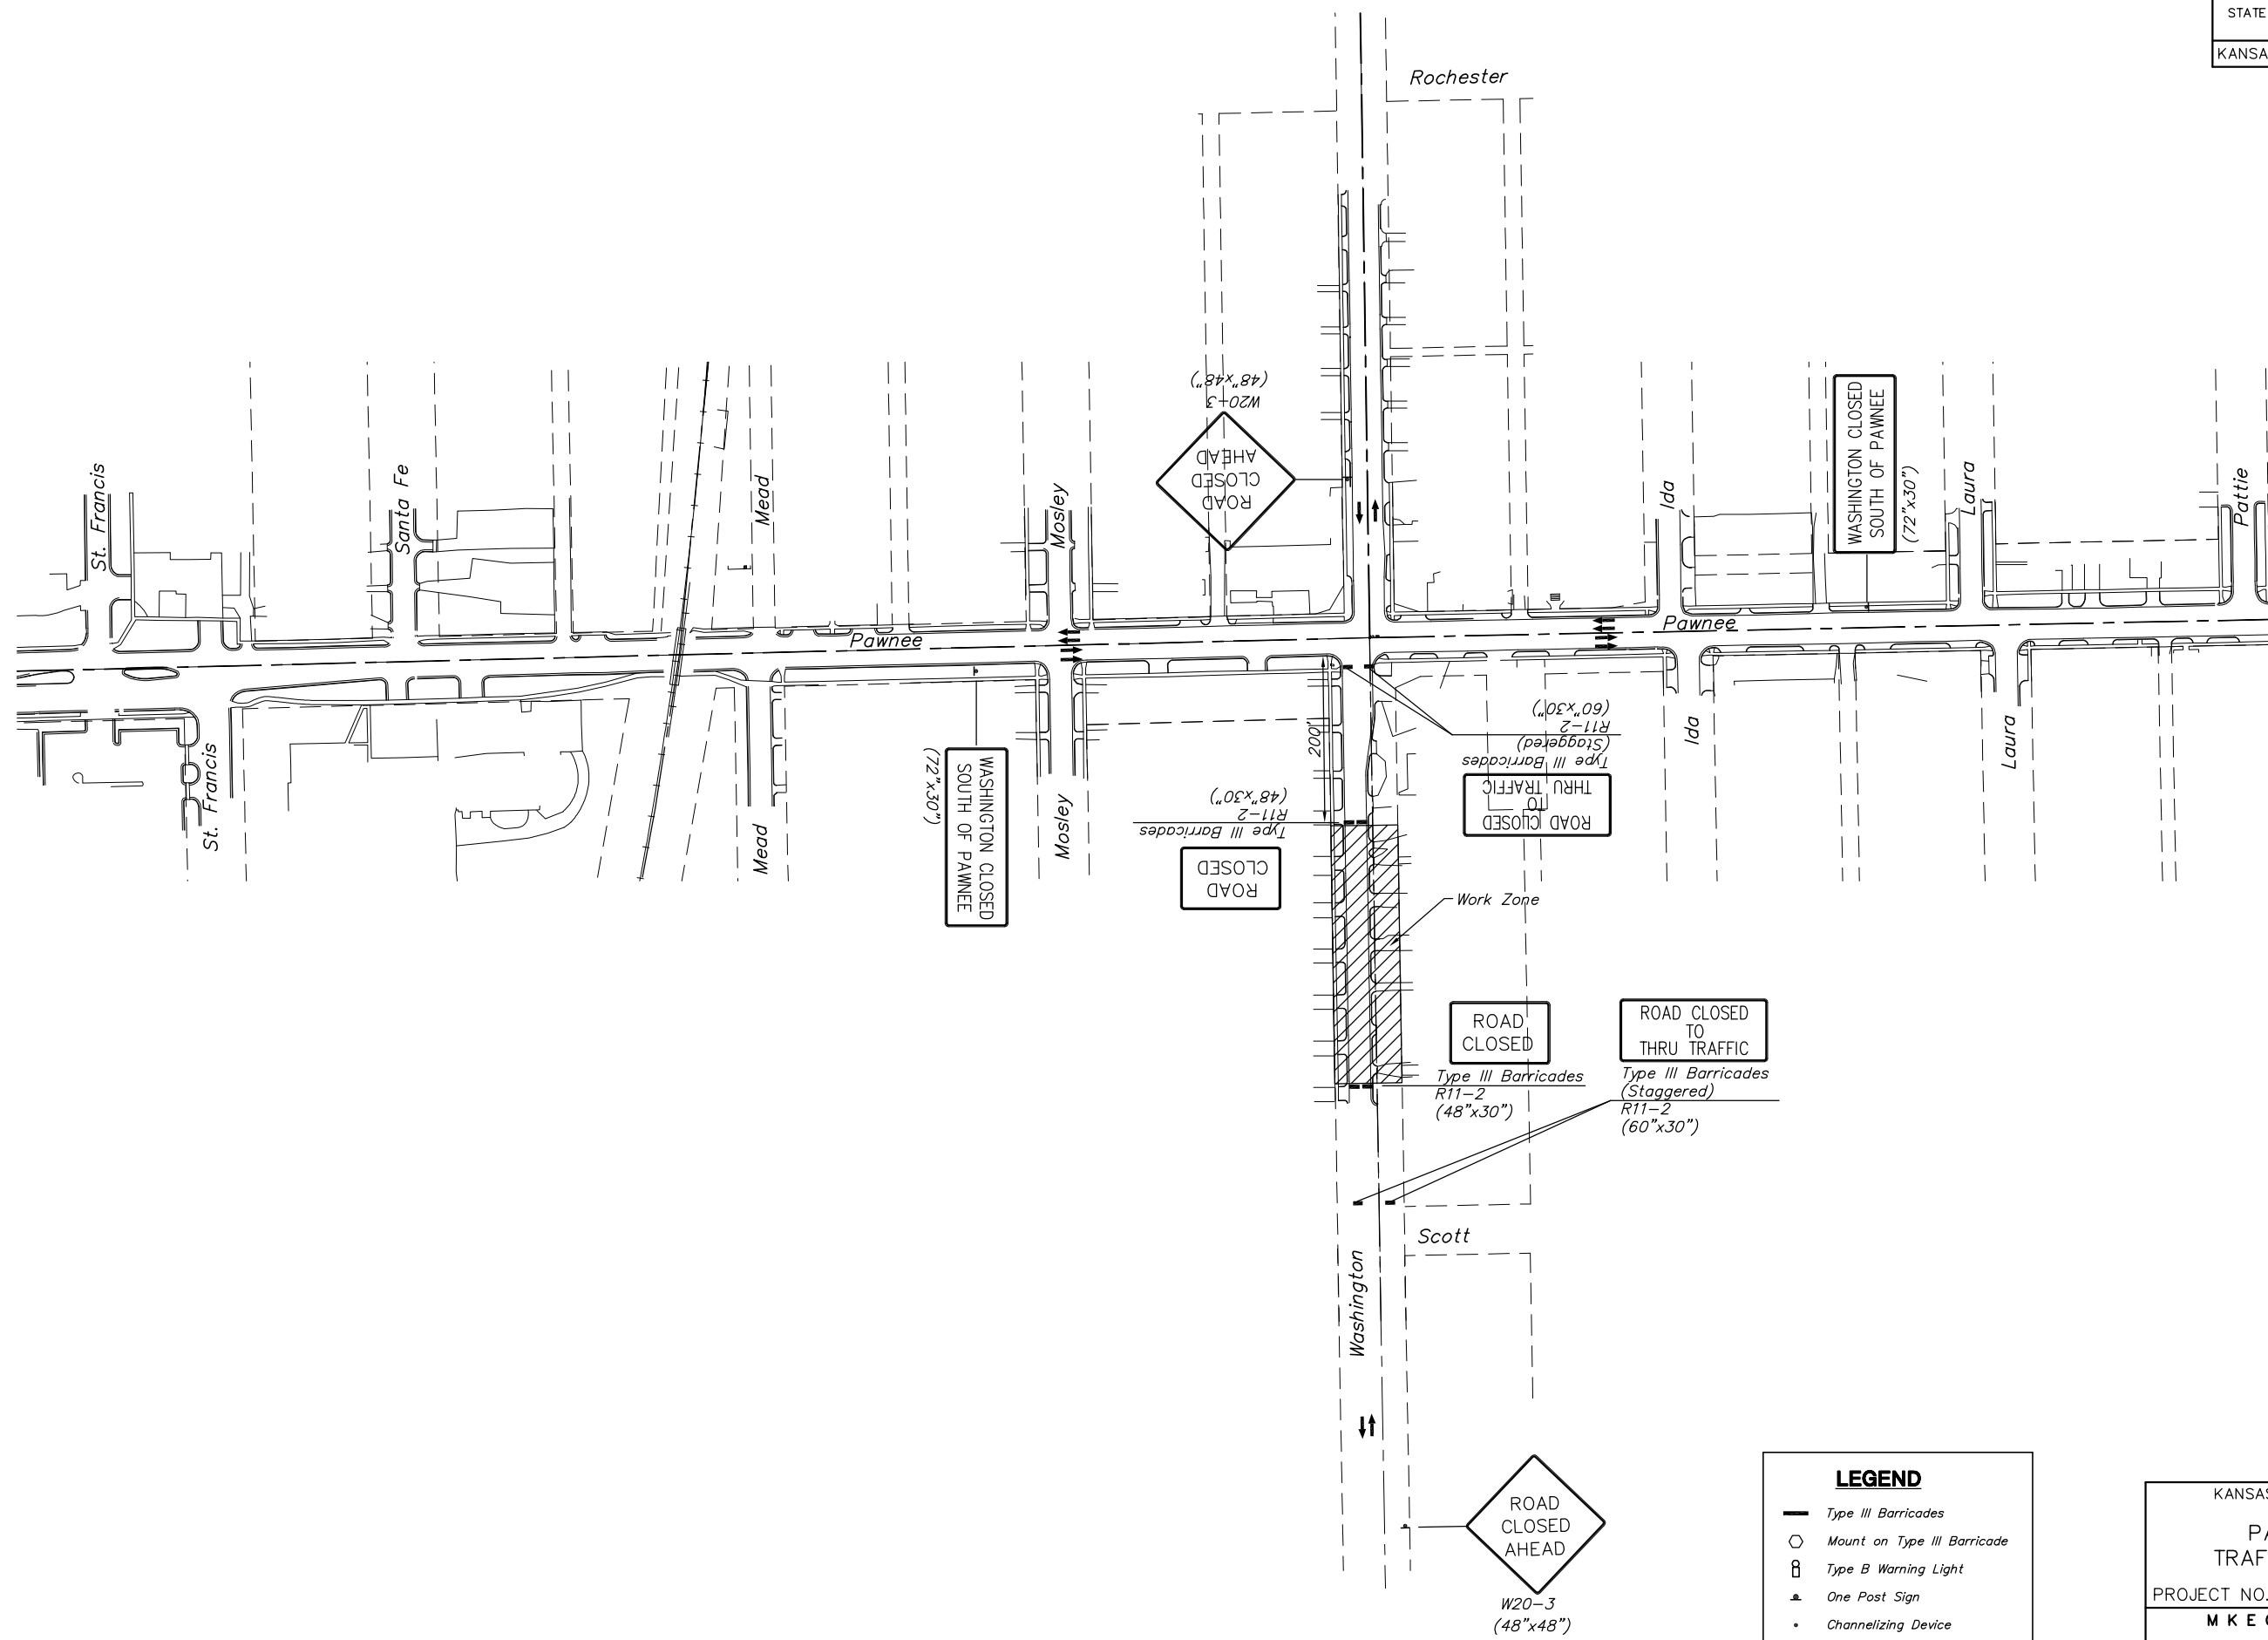 STATE
KANSA
Rochester
(48"x48")
W20-3
ROAD
CLOSED
AHEAD
WASHINGTON CLOSED
SOUTH OF PAWNEE
(72"x30")
St. Francis
Santa Fe
Mead
Mosley
Ida
Laura
Pattie
Pawnee
Pawnee
200'
Type III Barricades
(Staggered)
R11-2
(60"x30")
ROAD CLOSED
TO
THRU TRAFFIC
Ida
Laura
St. Francis
Mead
WASHINGTON CLOSED
SOUTH OF PAWNEE
(72"x30")
Mosley
Type III Barricades
R11-2
(48"x30")
ROAD
CLOSED
Work Zone
ROAD
CLOSED
Type III Barricades
R11-2
(48"x30")
ROAD CLOSED
TO
THRU TRAFFIC
Type III Barricades
(Staggered)
R11-2
(60"x30")
Scott
Washington
ROAD
CLOSED
AHEAD
W20-3
(48"x48")
LEGEND
Type III Barricades
Mount on Type III Barricade
Type B Warning Light
One Post Sign
Channelizing Device
KANSAS
PA
TRAF
PROJECT NO.
MKE